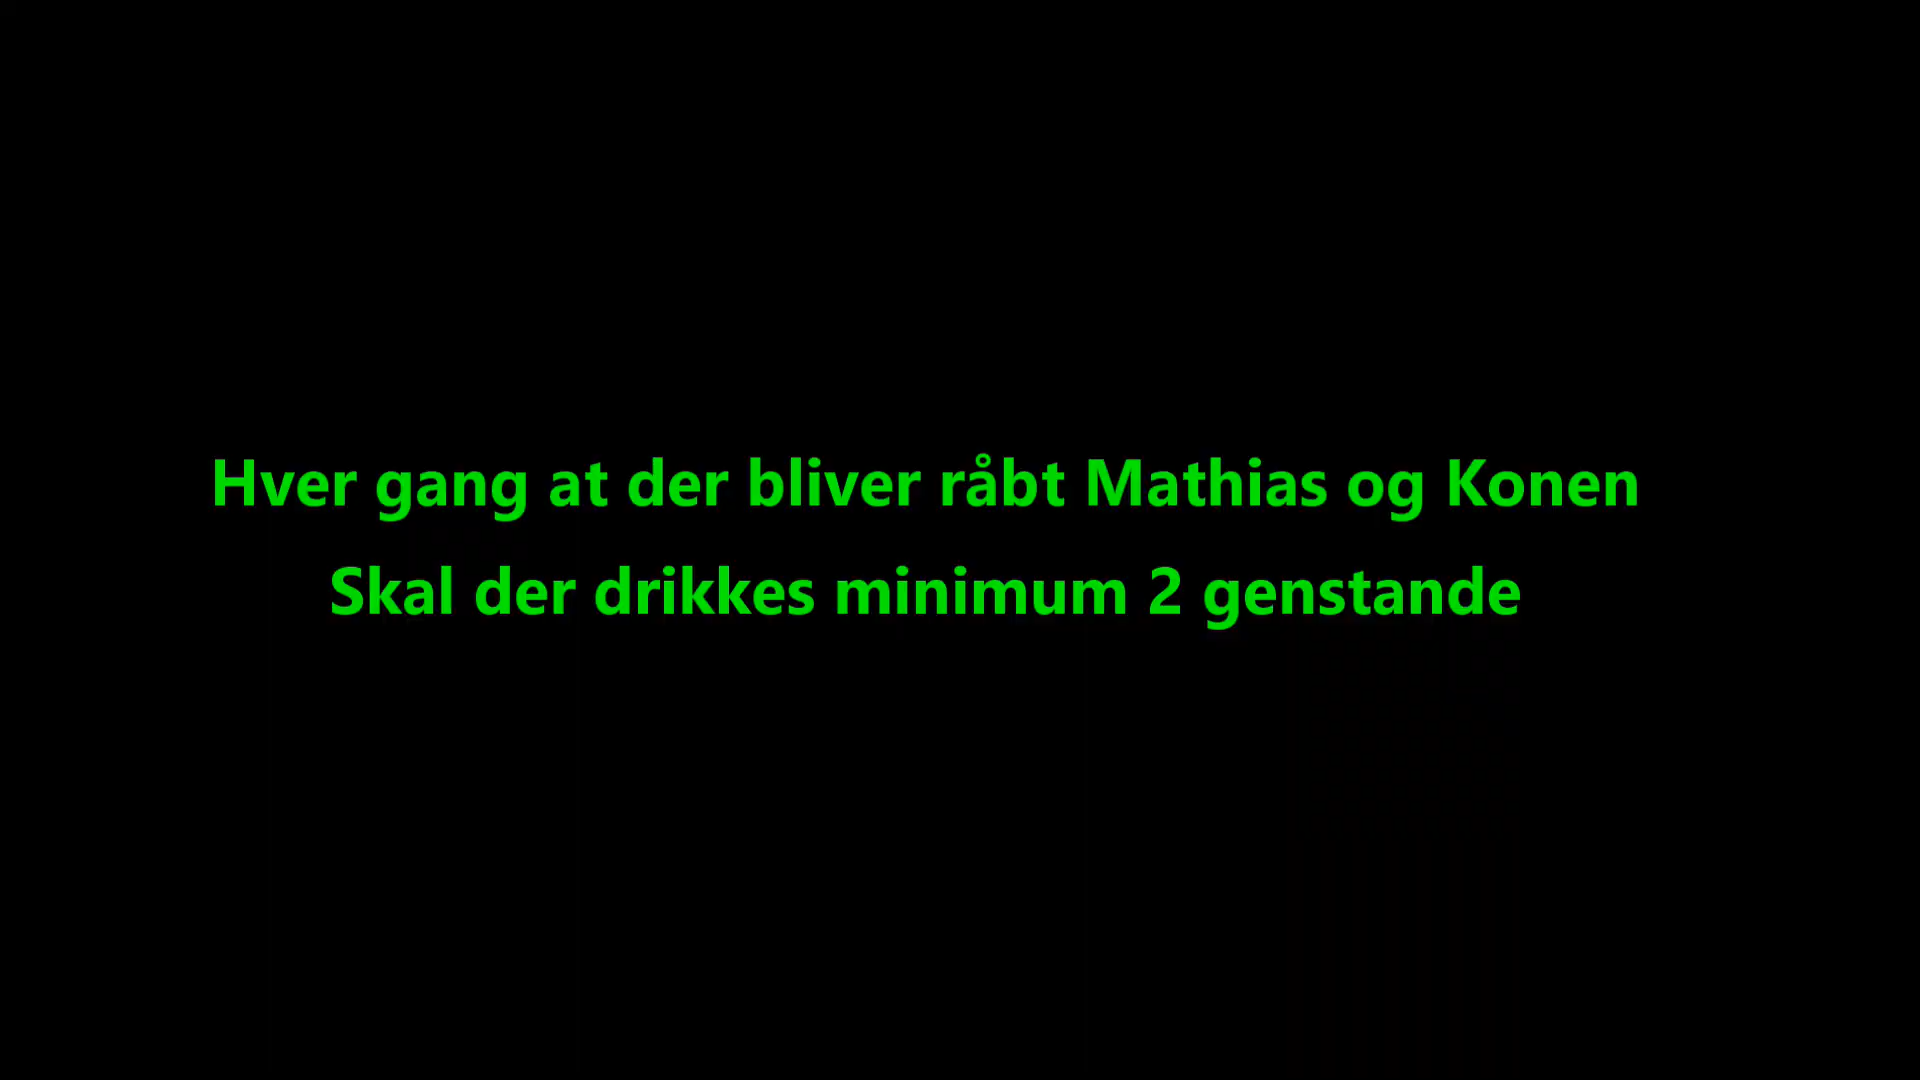 Hver gang at der bliver råbt Mathias og Konen
Skal der drikkes minimum 2 genstande